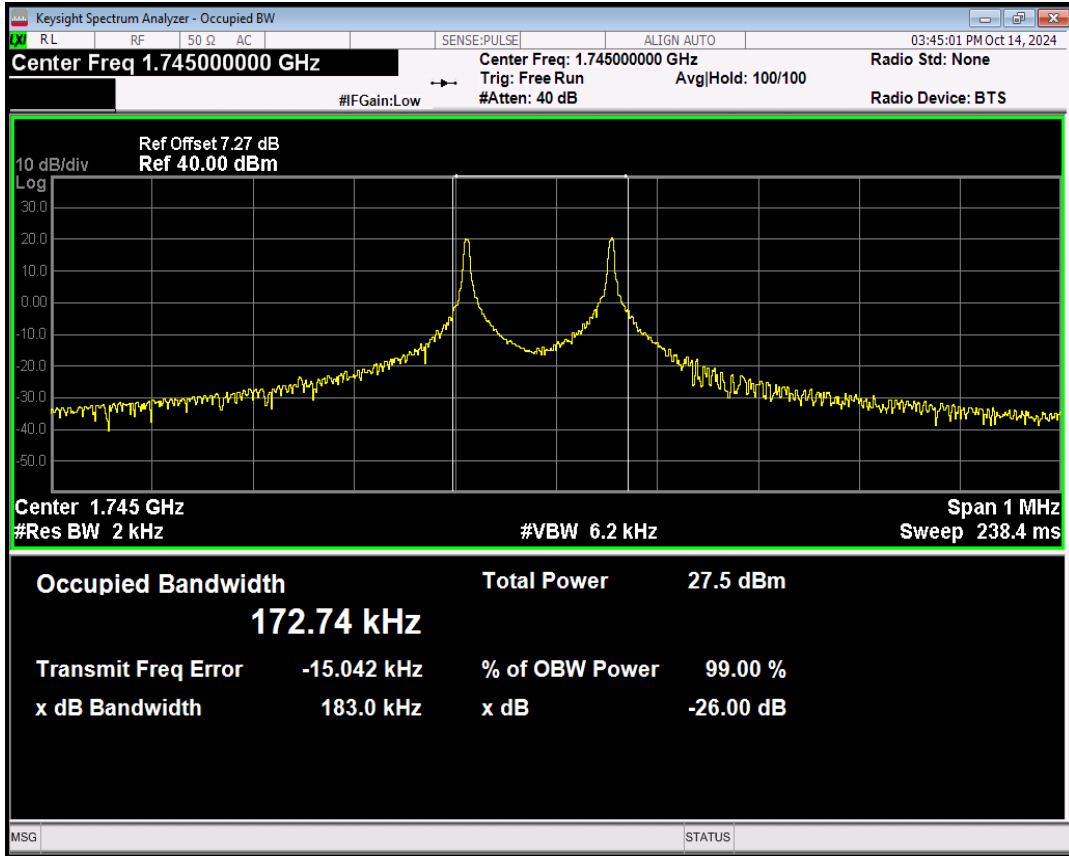 Keysight Spectrum Analyzer - Occupied BW
LXI RL RF 50 Ω AC SENSE:PULSE ALIGN AUTO 03:45:01 PM Oct 14, 2024
Center Freq 1.745000000 GHz Center Freq: 1.745000000 GHz Radio Std: None
Trig: Free Run Avg|Hold: 100/100
#IFGain:Low #Atten: 40 dB Radio Device: BTS
Ref Offset 7.27 dB
10 dB/div Ref 40.00 dBm
Log
30.0
20.0
10.0
0.00
-10.0
-20.0
-30.0
-40.0
-50.0
Center 1.745 GHz Span 1 MHz
#Res BW 2 kHz #VBW 6.2 kHz Sweep 238.4 ms
Occupied Bandwidth Total Power 27.5 dBm
172.74 kHz
Transmit Freq Error -15.042 kHz % of OBW Power 99.00 %
x dB Bandwidth 183.0 kHz x dB -26.00 dB
MSG STATUS